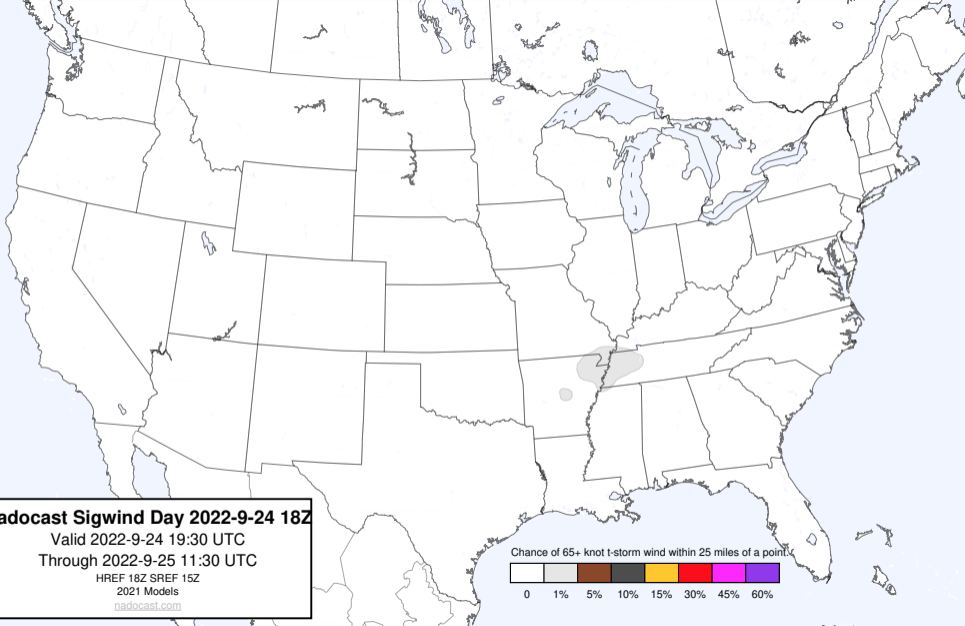 adocast Sigwind Day 2022-9-24 18Z
Valid 2022-9-24 19:30 UTC
Through 2022-9-25 11:30 UTC
HREF 18Z SREF 15Z
2021 Models
nadocast.com
Chance of 65+ knot t-storm wind within 25 miles of a point.
0 1% 5% 10% 15% 30% 45% 60%